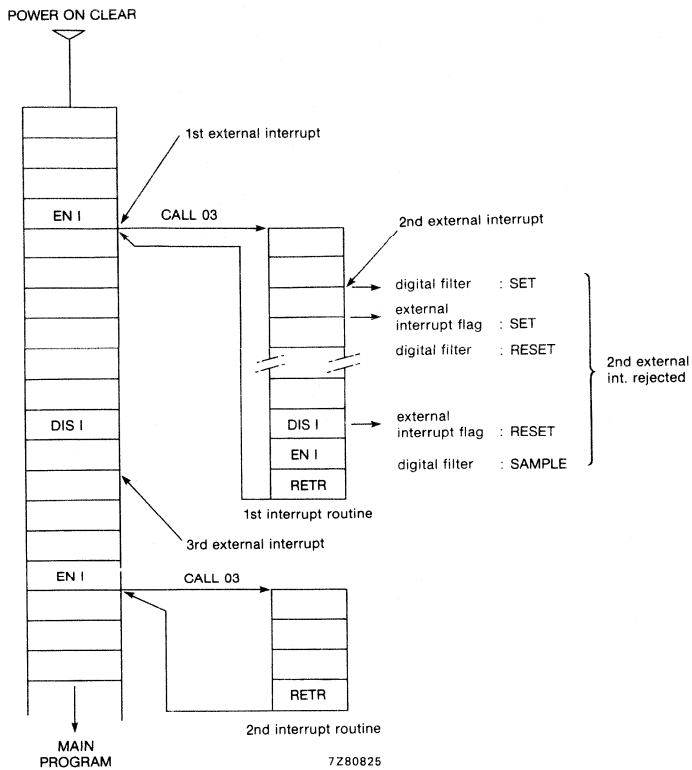 POWER ON CLEAR
1st external interrupt
EN I
CALL 03
2nd external interrupt
digital filter : SET
external
interrupt flag : SET
digital filter : RESET
2nd external
int. rejected
DIS I
DIS I
external
interrupt flag : RESET
EN I
digital filter : SAMPLE
RETR
1st interrupt routine
3rd external interrupt
EN I
CALL 03
RETR
2nd interrupt routine
MAIN
PROGRAM
7Z80825